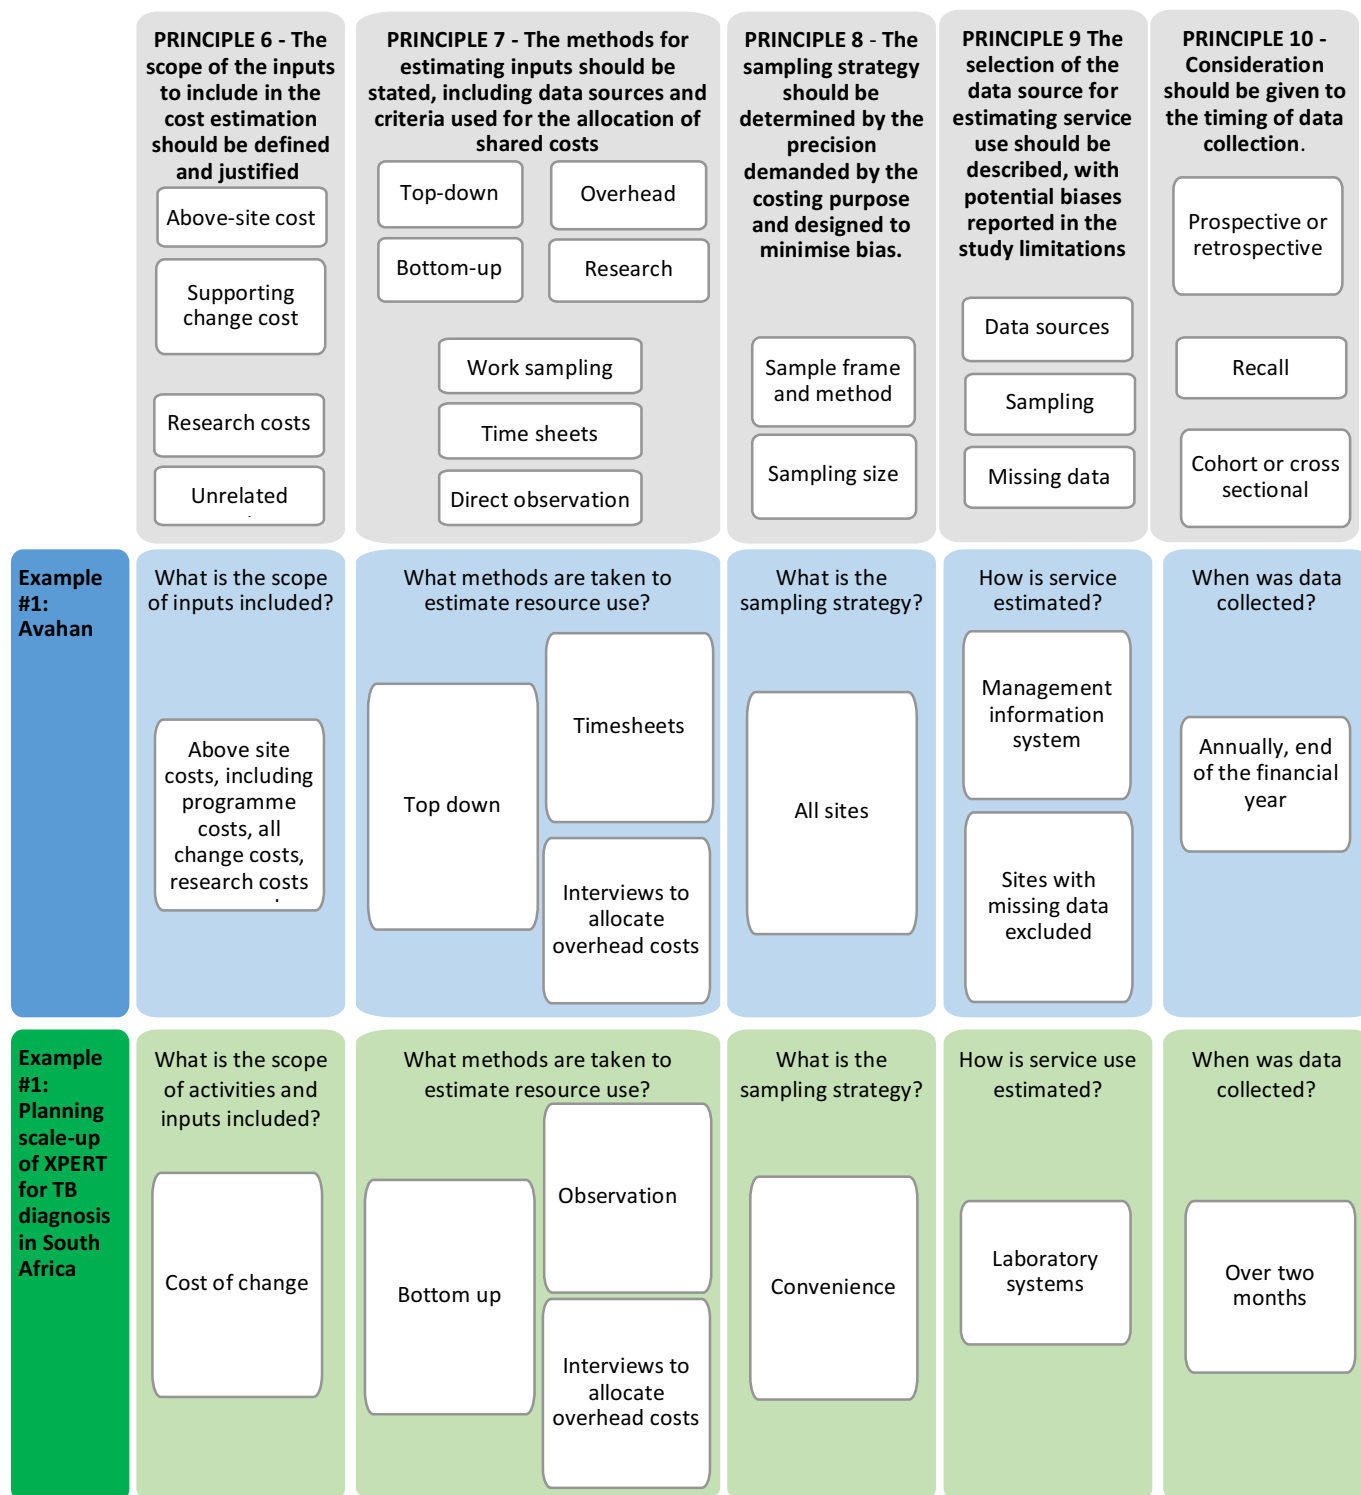 PRINCIPLE 6 - The
scope of the inputs
to include in the
cost estimation
should be defined
and justified
Above-site cost
Supporting
change cost
Research costs
Unrelated
PRINCIPLE 7 - The methods for
estimating inputs should be
stated, including data sources and
criteria used for the allocation of
shared costs
Top-down
Overhead
Bottom-up
Research
Work sampling
Time sheets
Direct observation
PRINCIPLE 8 - The
sampling strategy
should be
determined by the
precision
demanded by the
costing purpose
and designed to
minimise bias.
Sample frame
and method
Sampling size
PRINCIPLE 9 The
selection of the
data source for
estimating service
use should be
described, with
potential biases
reported in the
study limitations
Data sources
Sampling
Missing data
PRINCIPLE 10 -
Consideration
should be given to
the timing of data
collection.
Prospective or
retrospective
Recall
Cohort or cross
sectional
Example
#1:
Avahan
What is the scope
of inputs included?
Above site
costs, including
programme
costs, all
change costs,
research costs
What methods are taken to
estimate resource use?
Top down
Timesheets
Interviews to
allocate
overhead costs
What is the
sampling strategy?
All sites
How is service
estimated?
Management
information
system
Sites with
missing data
excluded
When was data
collected?
Annually, end
of the financial
year
Example
#1:
Planning
scale-up
of XPERT
for TB
diagnosis
in South
Africa
What is the scope
of activities and
inputs included?
Cost of change
What methods are taken to
estimate resource use?
Bottom up
Observation
Interviews to
allocate
overhead costs
What is the
sampling strategy?
Convenience
How is service use
estimated?
Laboratory
systems
When was data
collected?
Over two
months